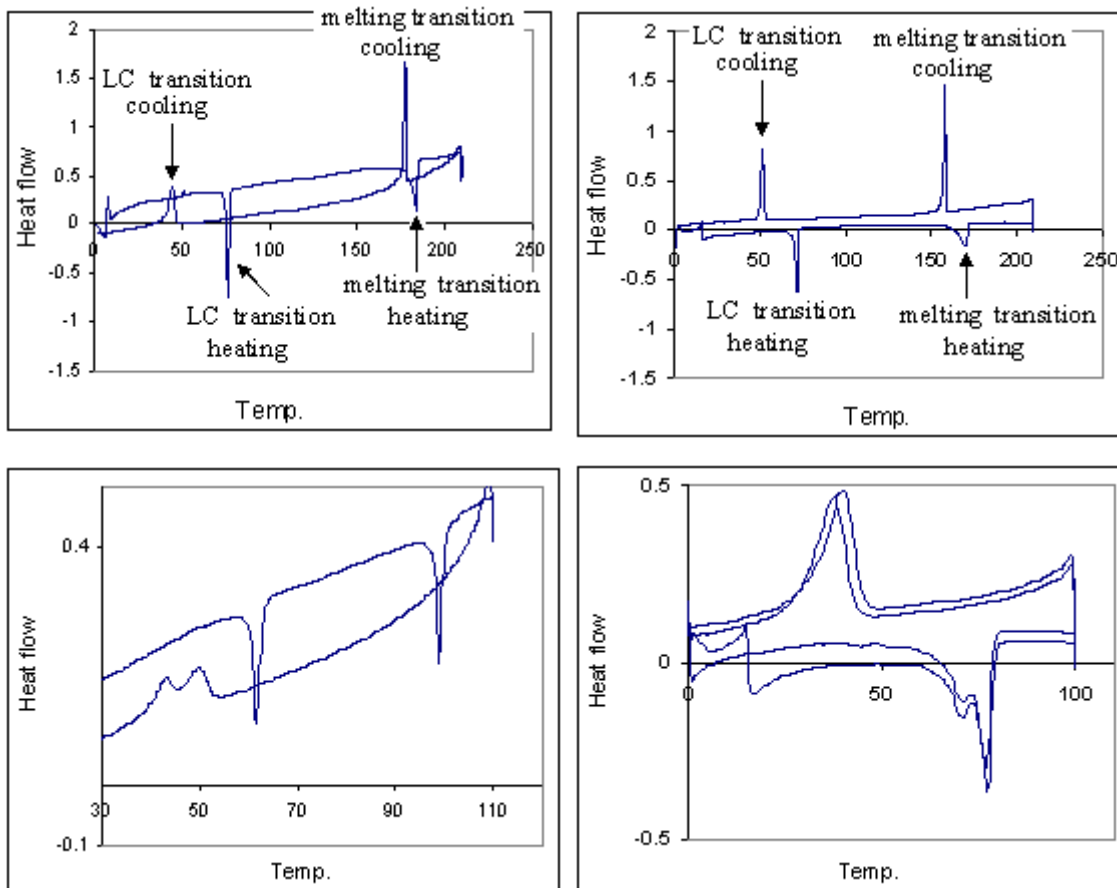 melting transition
cooling
LC transition
cooling
2
1.5
1
0.5
0
-0.5
-1
-1.5
0
50
100
150
200
250
LC transition
heating
melting transition
heating
Heat flow
Temp.
LC transition
cooling
melting transition
cooling
2
1.5
1
0.5
0
-0.5
-1
-1.5
0
50
100
150
200
250
LC transition
heating
melting transition
heating
Heat flow
Temp.
0.4
-0.1
30
50
70
90
110
Heat flow
Temp.
0.5
0
-0.5
0
50
100
Heat flow
Temp.